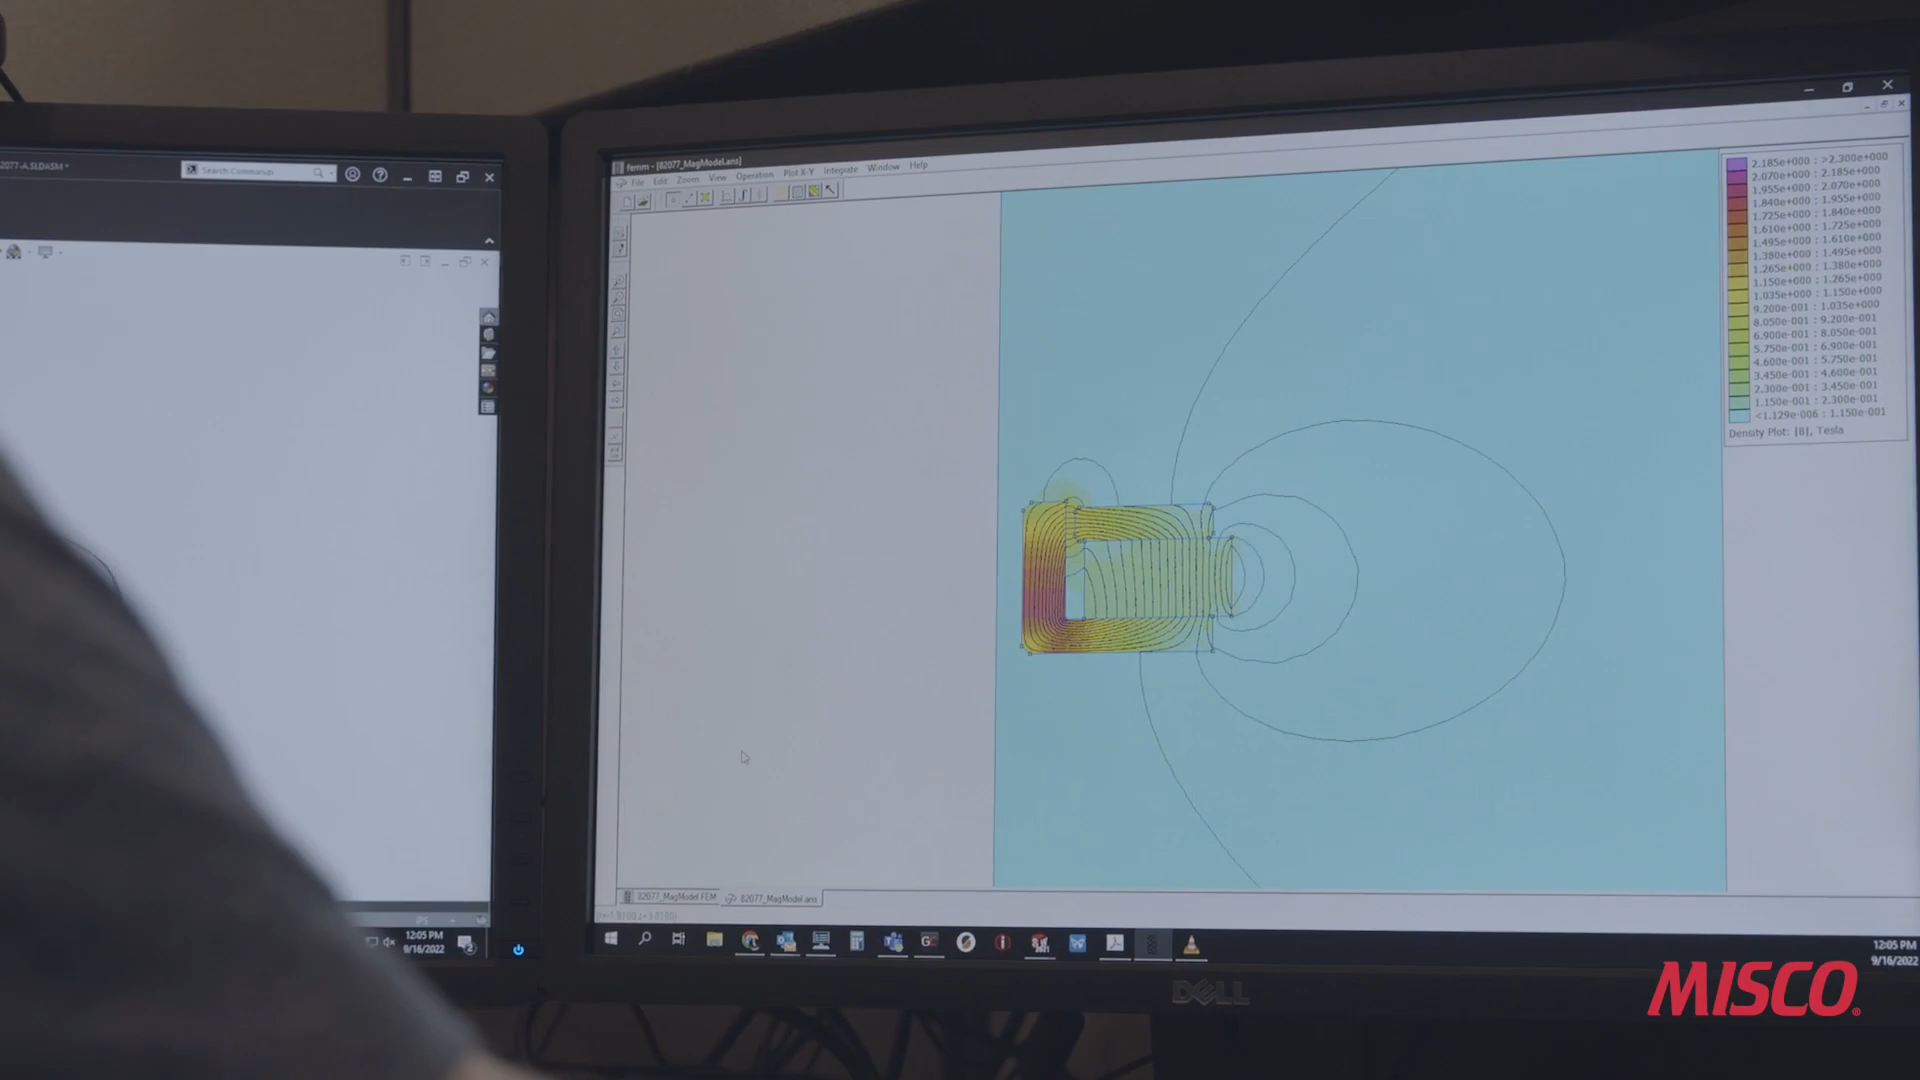 2077-A.SLDASM *
Search Commands
IPS
12:05 PM
9/16/2022
femm - [82077_MagModel.ans]
File Edit Zoom View Operation Plot X-Y Integrate Window Help
2.185e+000 : >2.300e+000
2.070e+000 : 2.185e+000
1.955e+000 : 2.070e+000
1.840e+000 : 1.955e+000
1.725e+000 : 1.840e+000
1.610e+000 : 1.725e+000
1.495e+000 : 1.610e+000
1.380e+000 : 1.495e+000
1.265e+000 : 1.380e+000
1.150e+000 : 1.265e+000
1.035e+000 : 1.150e+000
9.200e-001 : 1.035e+000
8.050e-001 : 9.200e-001
6.900e-001 : 8.050e-001
5.750e-001 : 6.900e-001
4.600e-001 : 5.750e-001
3.450e-001 : 4.600e-001
2.300e-001 : 3.450e-001
1.150e-001 : 2.300e-001
<1.129e-006 : 1.150e-001
Density Plot: |B|, Tesla
82077_MagModel.FEM
82077_MagModel.ans
12:05 PM
9/16/2022
DELL
MISCO®